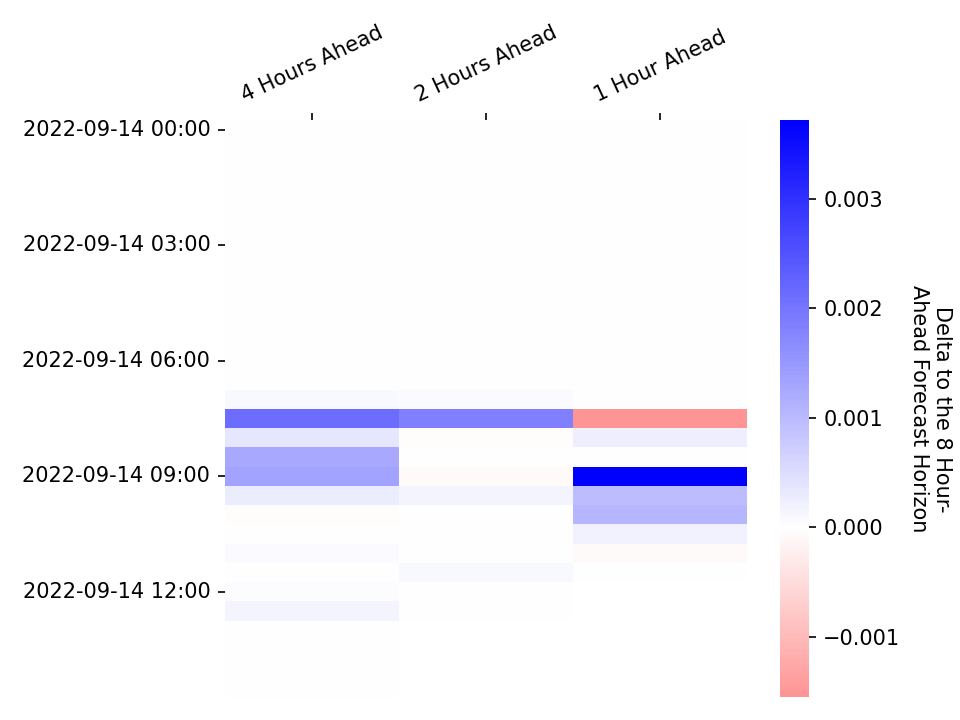 4 Hours Ahead
2 Hours Ahead
1 Hour Ahead
2022-09-14 00:00
2022-09-14 03:00
2022-09-14 06:00
2022-09-14 09:00
2022-09-14 12:00
0.003
0.002
0.001
0.000
−0.001
Delta to the 8 Hour-
Ahead Forecast Horizon